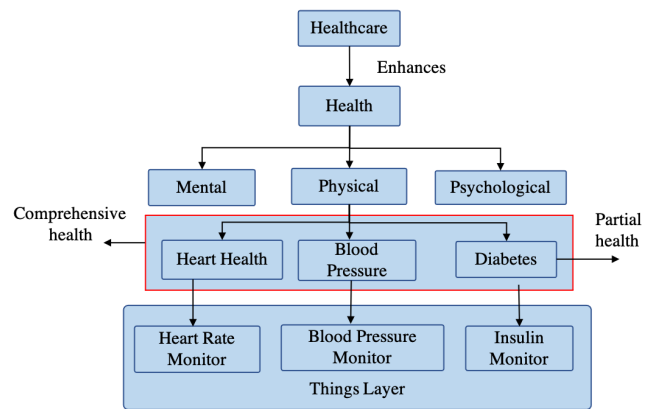 Healthcare
Enhances
Health
Mental
Physical
Psychological
Comprehensive
health
Partial
health
Heart Health
Blood
Pressure
Diabetes
Heart Rate
Monitor
Blood Pressure
Monitor
Insulin
Monitor
Things Layer